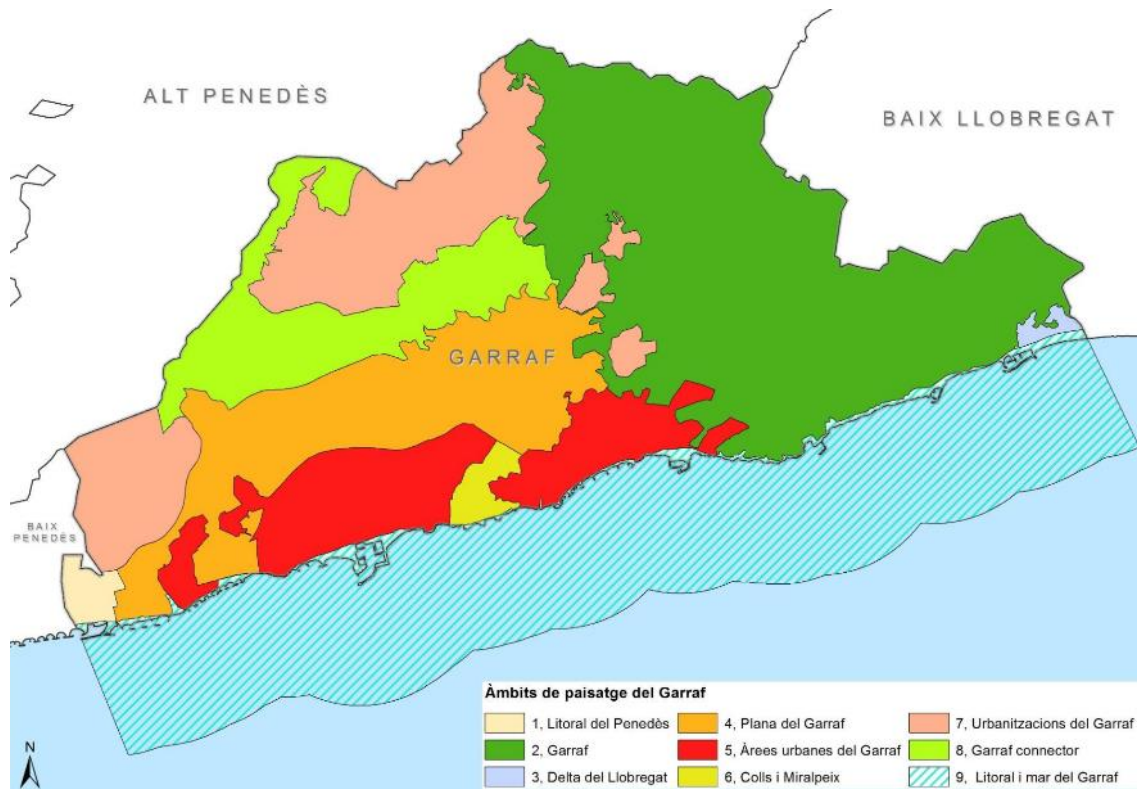 ALT PENEDÈS
BAIX LLOBREGAT
GARRAF
BAIX
PENEDÈS
Àmbits de paisatge del Garraf
1, Litoral del Penedès
4, Plana del Garraf
7, Urbanitzacions del Garraf
2, Garraf
5, Àrees urbanes del Garraf
8, Garraf connector
3, Delta del Llobregat
6, Colls i Miralpeix
9, Litoral i mar del Garraf
N